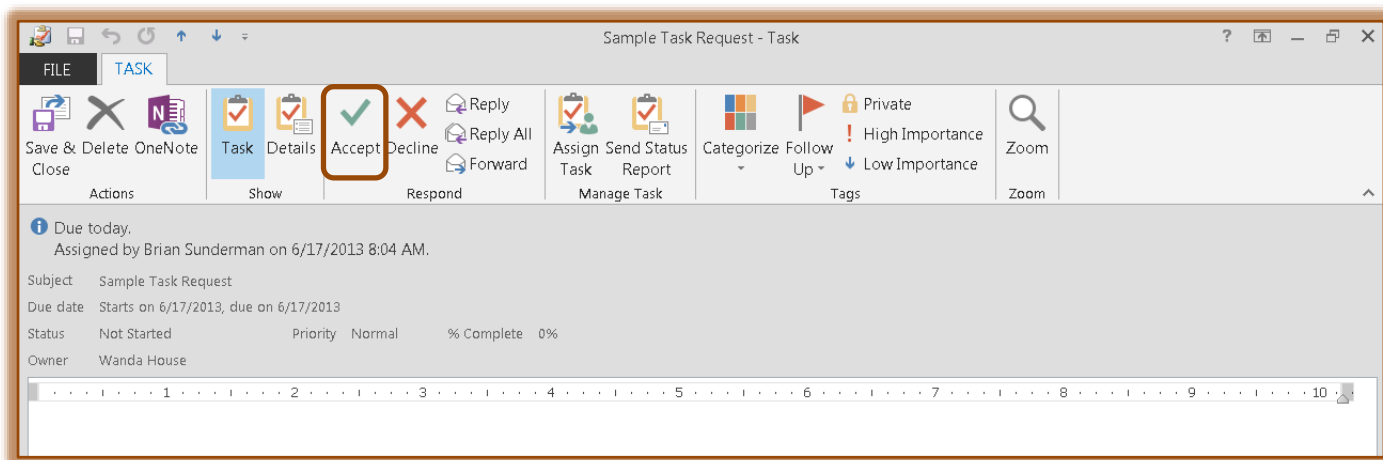 Sample Task Request - Task
?
FILE TASK
Save & Close Delete OneNote Task Details Accept Decline Reply Reply All Forward Assign Task Send Status Report Categorize Follow Up Private High Importance Low Importance Zoom
Actions Show Respond Manage Task Tags Zoom
Due today.
Assigned by Brian Sunderman on 6/17/2013 8:04 AM.
Subject Sample Task Request
Due date Starts on 6/17/2013, due on 6/17/2013
Status Not Started Priority Normal % Complete 0%
Owner Wanda House
1 2 3 4 5 6 7 8 9 10